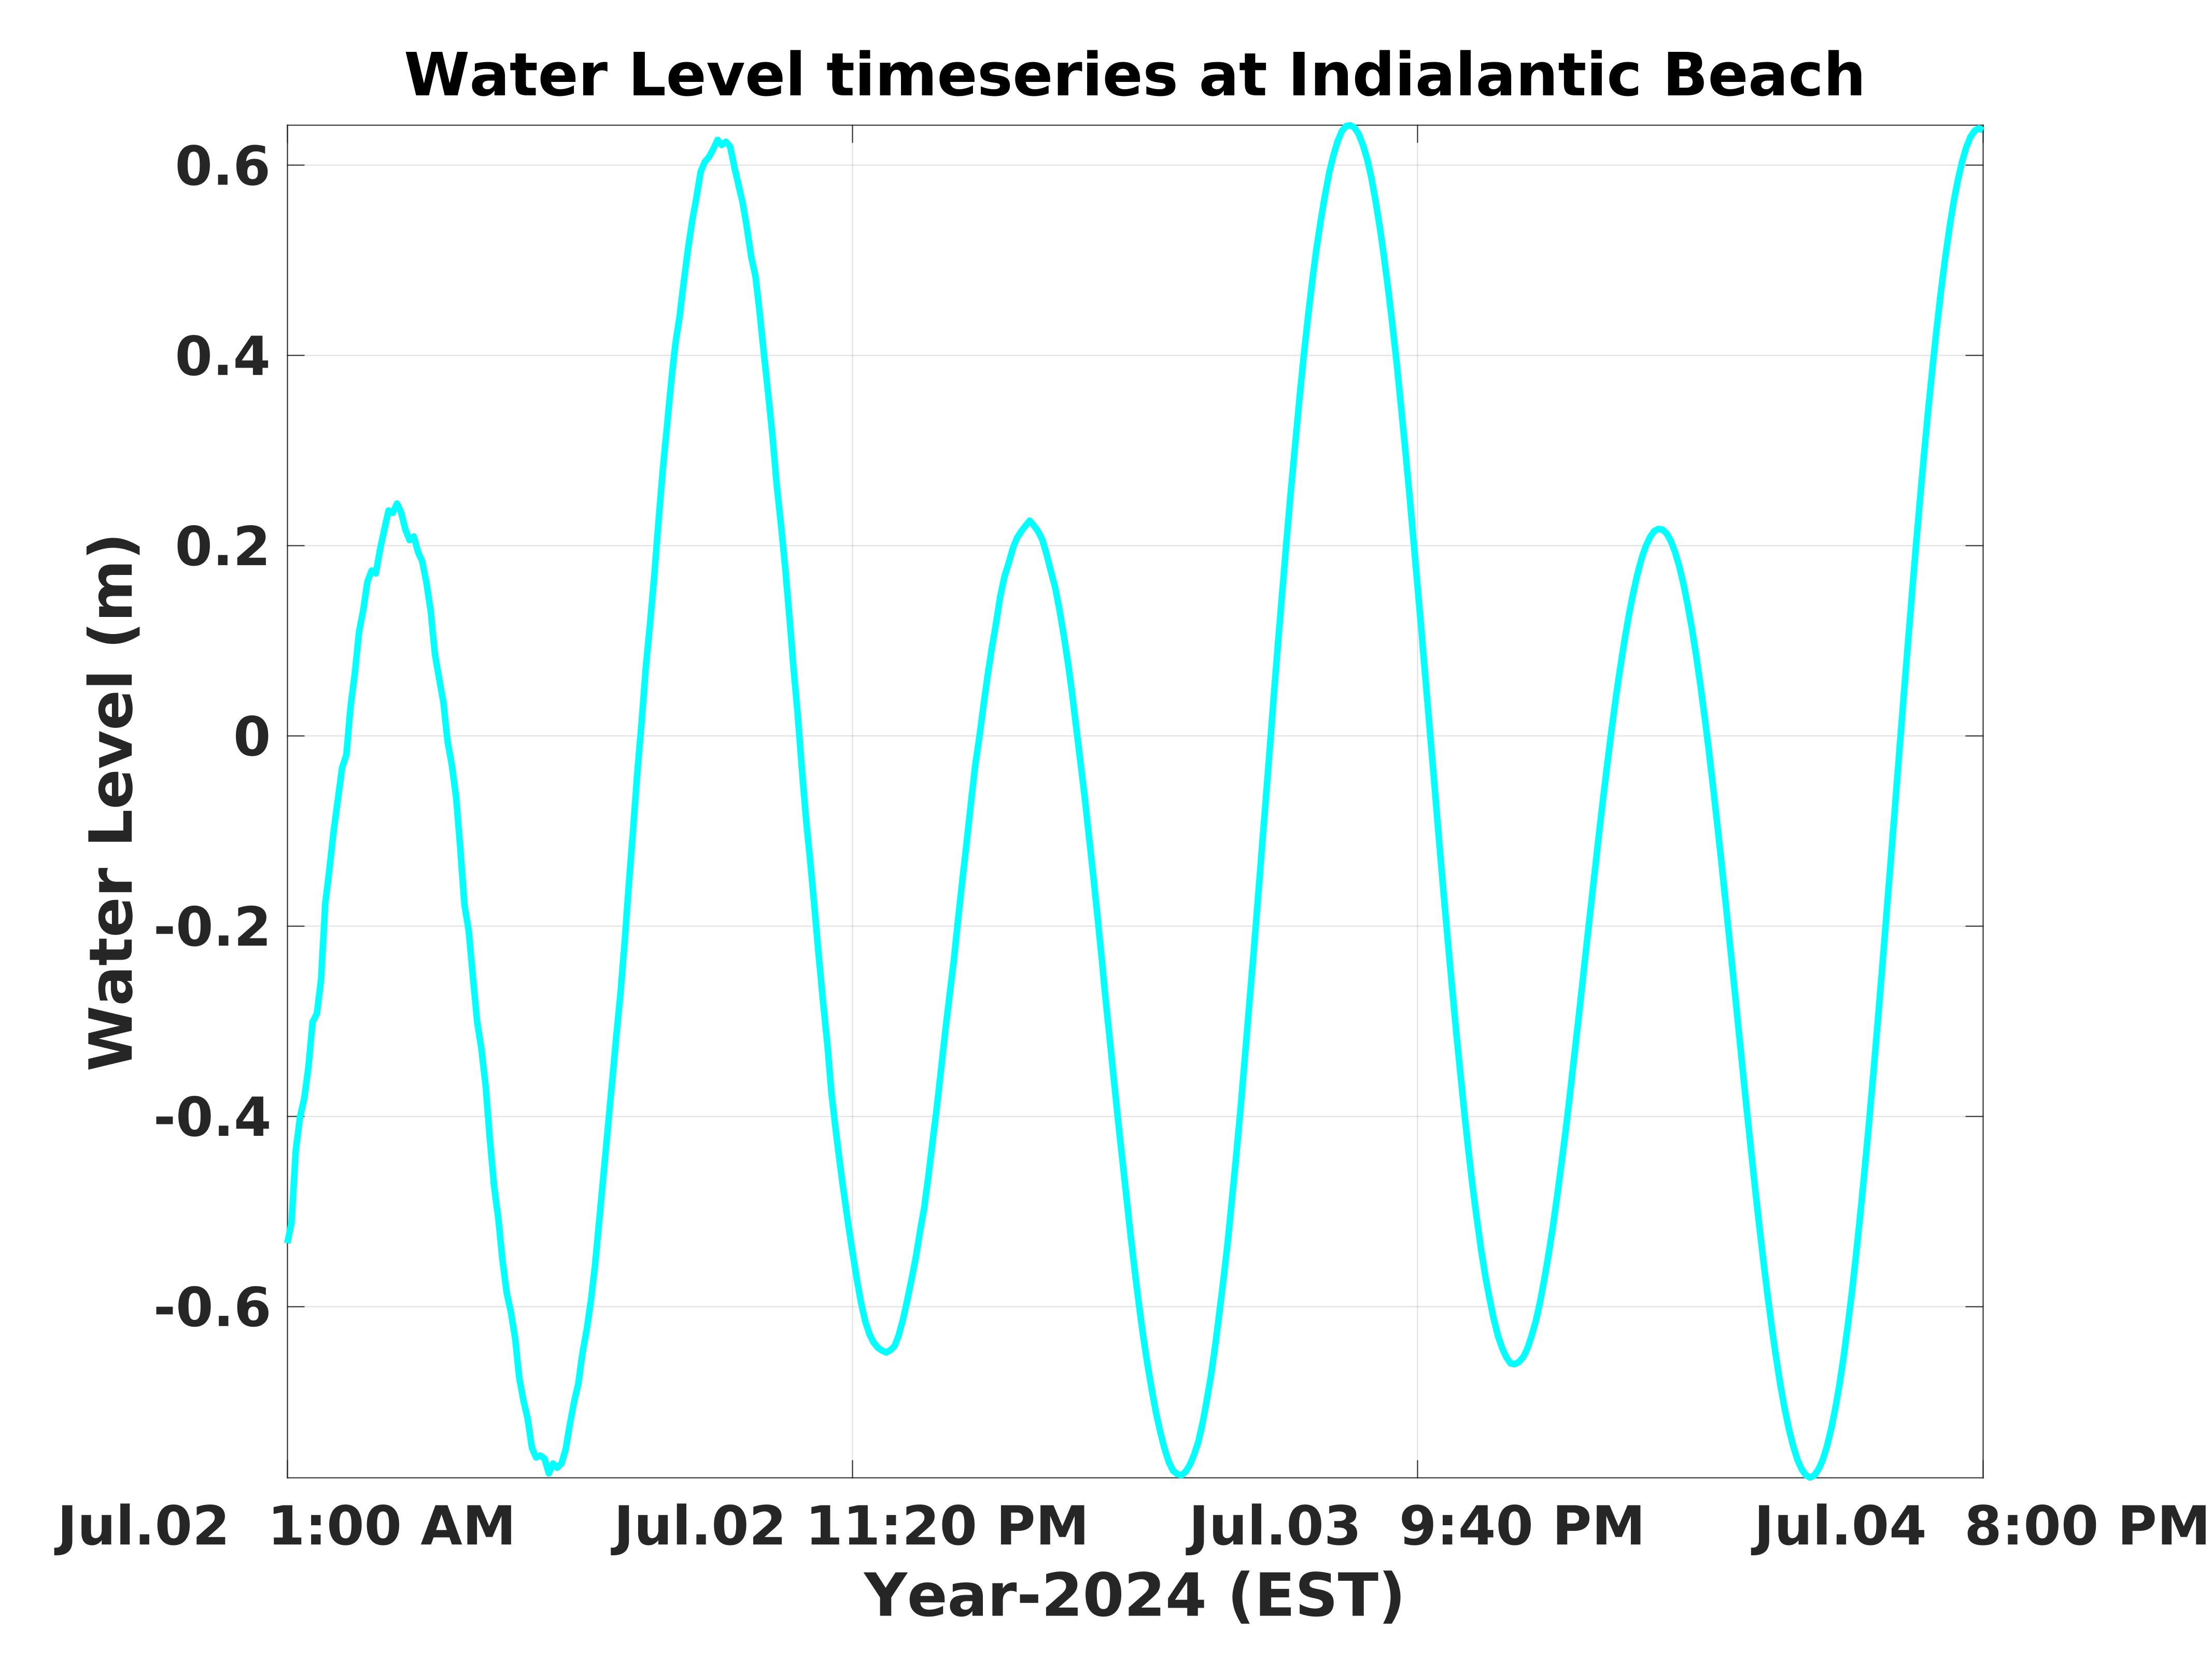 Water Level timeseries at Indialantic Beach
0.6
0.4
0.2
0
-0.2
-0.4
-0.6
Water Level (m)
Jul.02 1:00 AM Jul.02 11:20 PM Jul.03 9:40 PM Jul.04 8:00 PM
Year-2024 (EST)